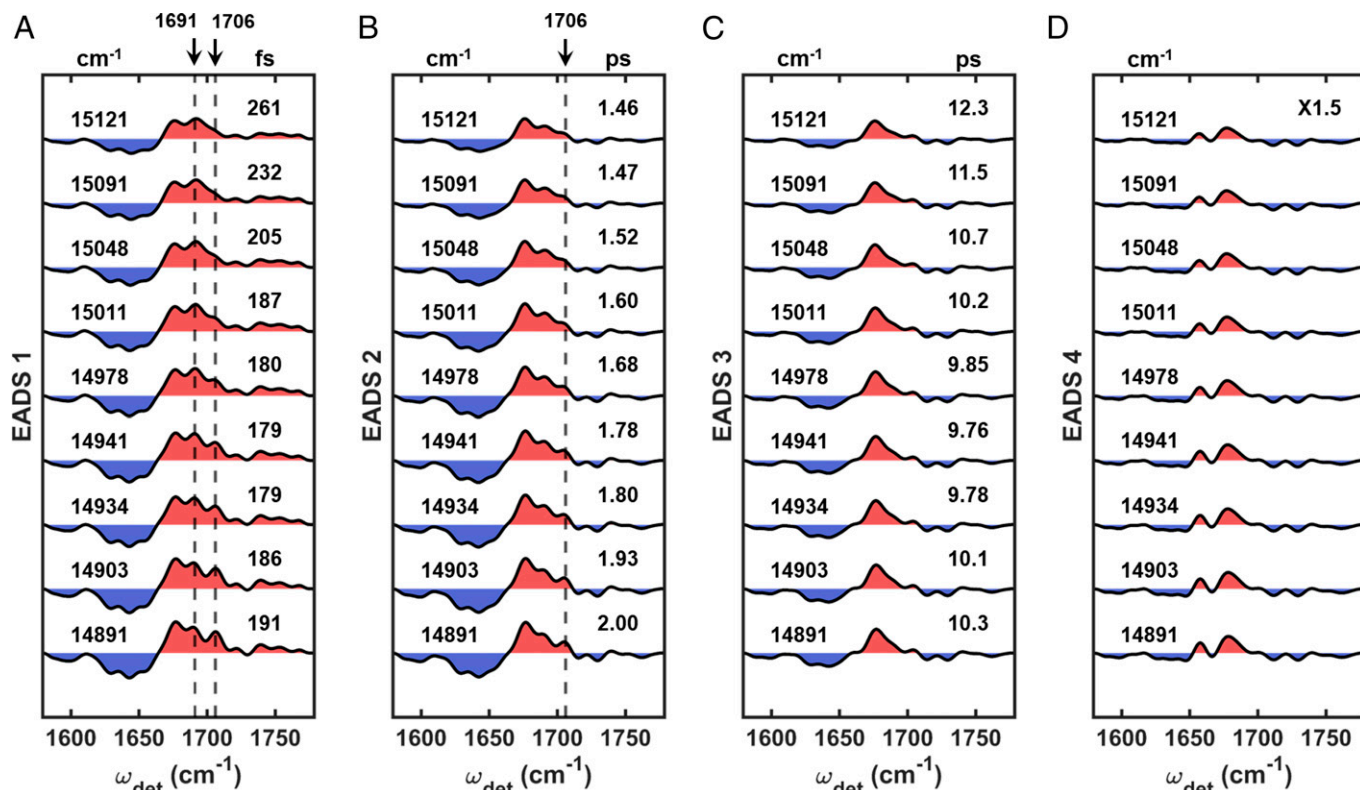 A
1691 1706
cm-1 fs
15121 261
15091 232
15048 205
15011 187
14978 180
14941 179
14934 179
14903 186
14891 191
EADS 1
1600 1650 1700 1750
ωdet (cm-1)
B
1706
cm-1 ps
15121 1.46
15091 1.47
15048 1.52
15011 1.60
14978 1.68
14941 1.78
14934 1.80
14903 1.93
14891 2.00
EADS 2
1600 1650 1700 1750
ωdet (cm-1)
C
cm-1 ps
15121 12.3
15091 11.5
15048 10.7
15011 10.2
14978 9.85
14941 9.76
14934 9.78
14903 10.1
14891 10.3
EADS 3
1600 1650 1700 1750
ωdet (cm-1)
D
cm-1
15121 X1.5
15091
15048
15011
14978
14941
14934
14903
14891
EADS 4
1600 1650 1700 1750
ωdet (cm-1)